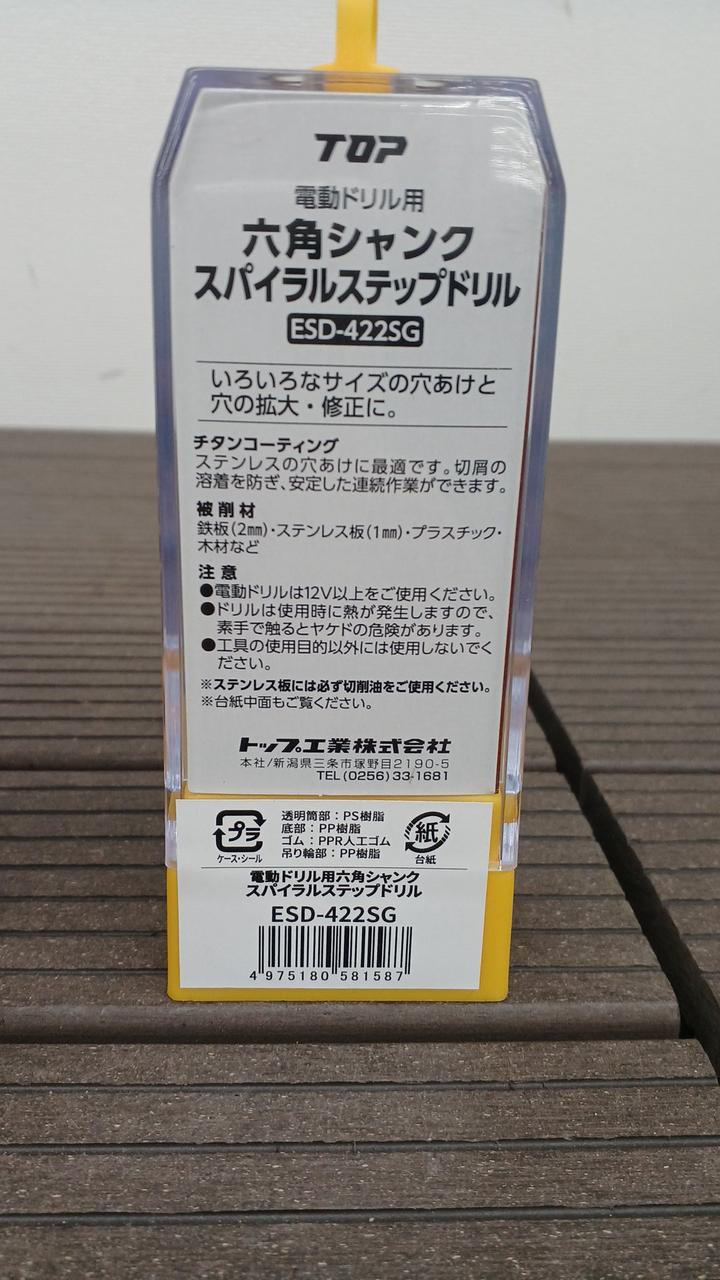 TOP
電動ドリル用
六角シャンク
スパイラルステップドリル
ESD-422SG
いろいろなサイズの穴あけと
穴の拡大・修正に。
チタンコーティング
ステンレスの穴あけに最適です。切屑の
溶着を防ぎ、安定した連続作業ができます。
被削材
鉄板(2㎜)・ステンレス板(1㎜)・プラスチック・
木材など
注意
●電動ドリルは12V以上をご使用ください。
●ドリルは使用時に熱が発生しますので、
素手で触るとヤケドの危険があります。
●工具の使用目的以外には使用しないでく
ださい。
※ステンレス板には必ず切削油をご使用ください。
※台紙中面もご覧ください。
トップ工業株式会社
本社/新潟県三条市塚野目2190-5
TEL(0256)33-1681
プラ
ケース・シール
透明筒部：PS樹脂
底部：PP樹脂
ゴム：PPR人工ゴム
吊り輪部：PP樹脂
紙
台紙
電動ドリル用六角シャンク
スパイラルステップドリル
ESD-422SG
4 975180 581587